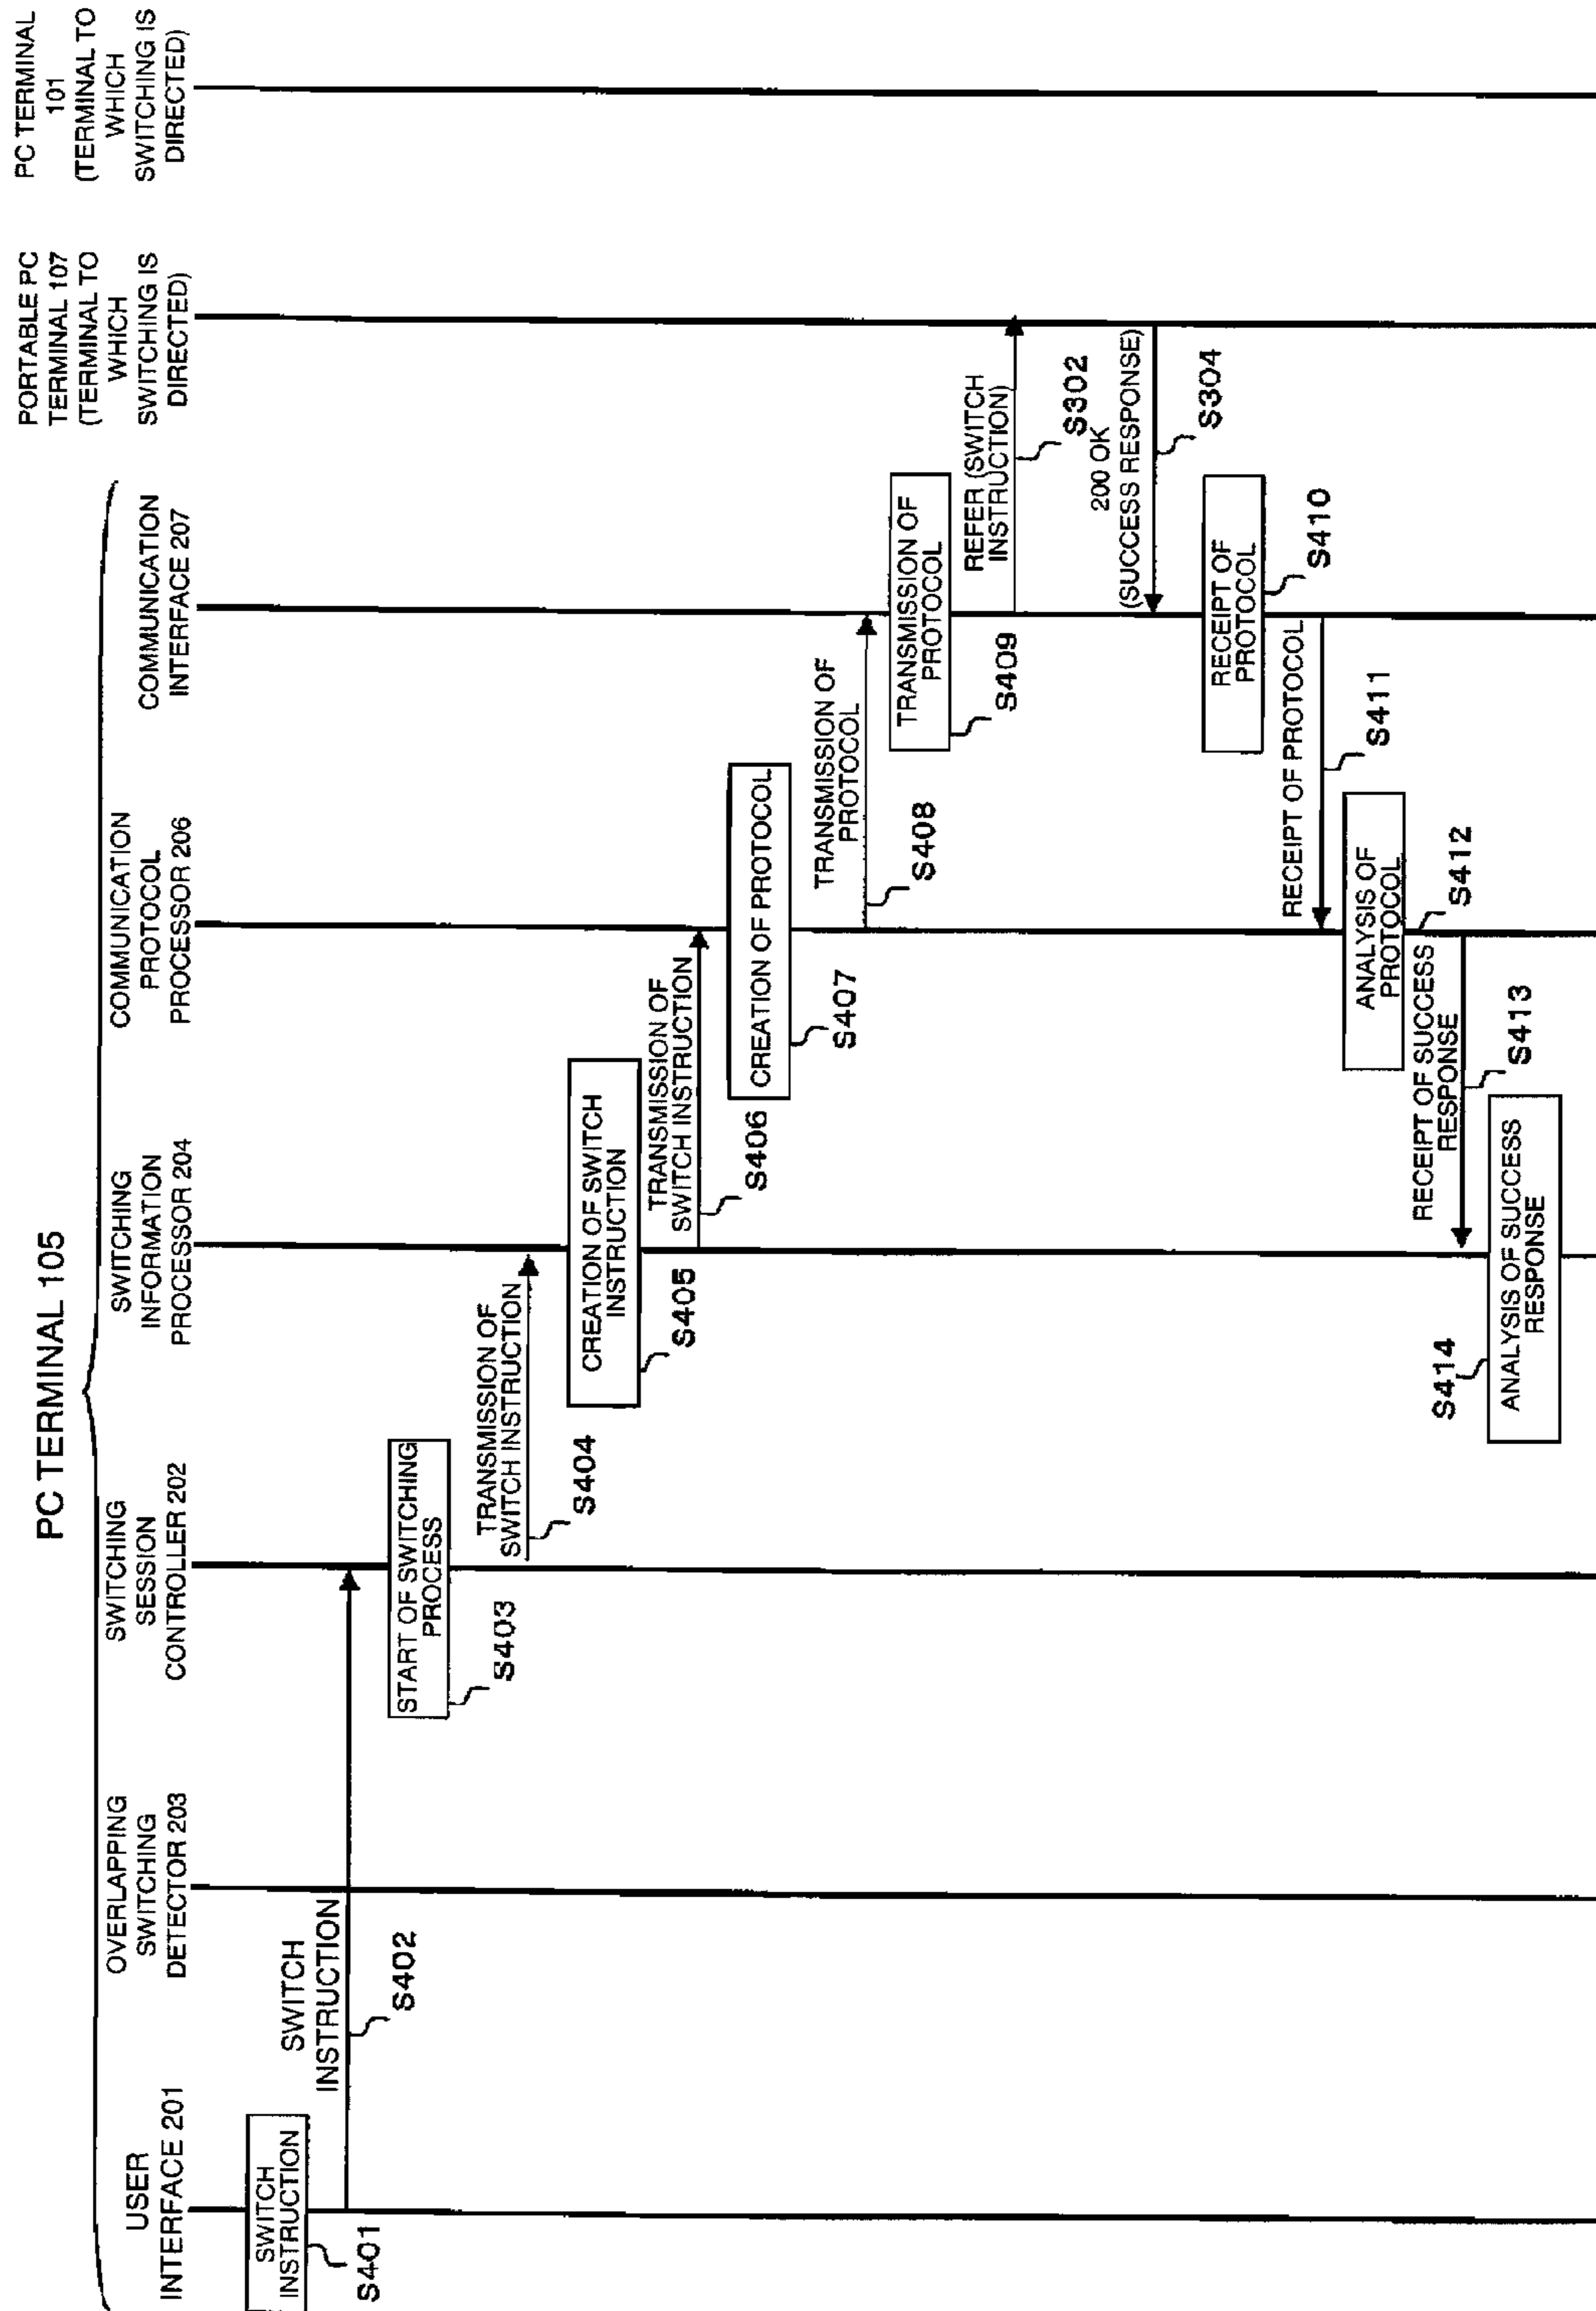 PC TERMINAL 105
USER
INTERFACE 201
OVERLAPPING
SWITCHING
DETECTOR 203
SWITCHING
SESSION
CONTROLLER 202
SWITCHING
INFORMATION
PROCESSOR 204
COMMUNICATION
PROTOCOL
PROCESSOR 206
COMMUNICATION
INTERFACE 207
PORTABLE PC
TERMINAL 107
(TERMINAL TO
WHICH
SWITCHING IS
DIRECTED)
PC TERMINAL
101
(TERMINAL TO
WHICH
SWITCHING IS
DIRECTED)
SWITCH
INSTRUCTION
S401
SWITCH
INSTRUCTION
S402
START OF SWITCHING
PROCESS
S403
TRANSMISSION OF
SWITCH INSTRUCTION
S404
CREATION OF SWITCH
INSTRUCTION
S405
TRANSMISSION OF
SWITCH INSTRUCTION
S406
CREATION OF PROTOCOL
S407
TRANSMISSION OF
PROTOCOL
S408
TRANSMISSION OF
PROTOCOL
S409
REFER (SWITCH
INSTRUCTION)
S302
200 OK
(SUCCESS RESPONSE)
S304
RECEIPT OF
PROTOCOL
S410
RECEIPT OF PROTOCOL
S411
ANALYSIS OF
PROTOCOL
S412
RECEIPT OF SUCCESS
RESPONSE
S413
S414
ANALYSIS OF SUCCESS
RESPONSE